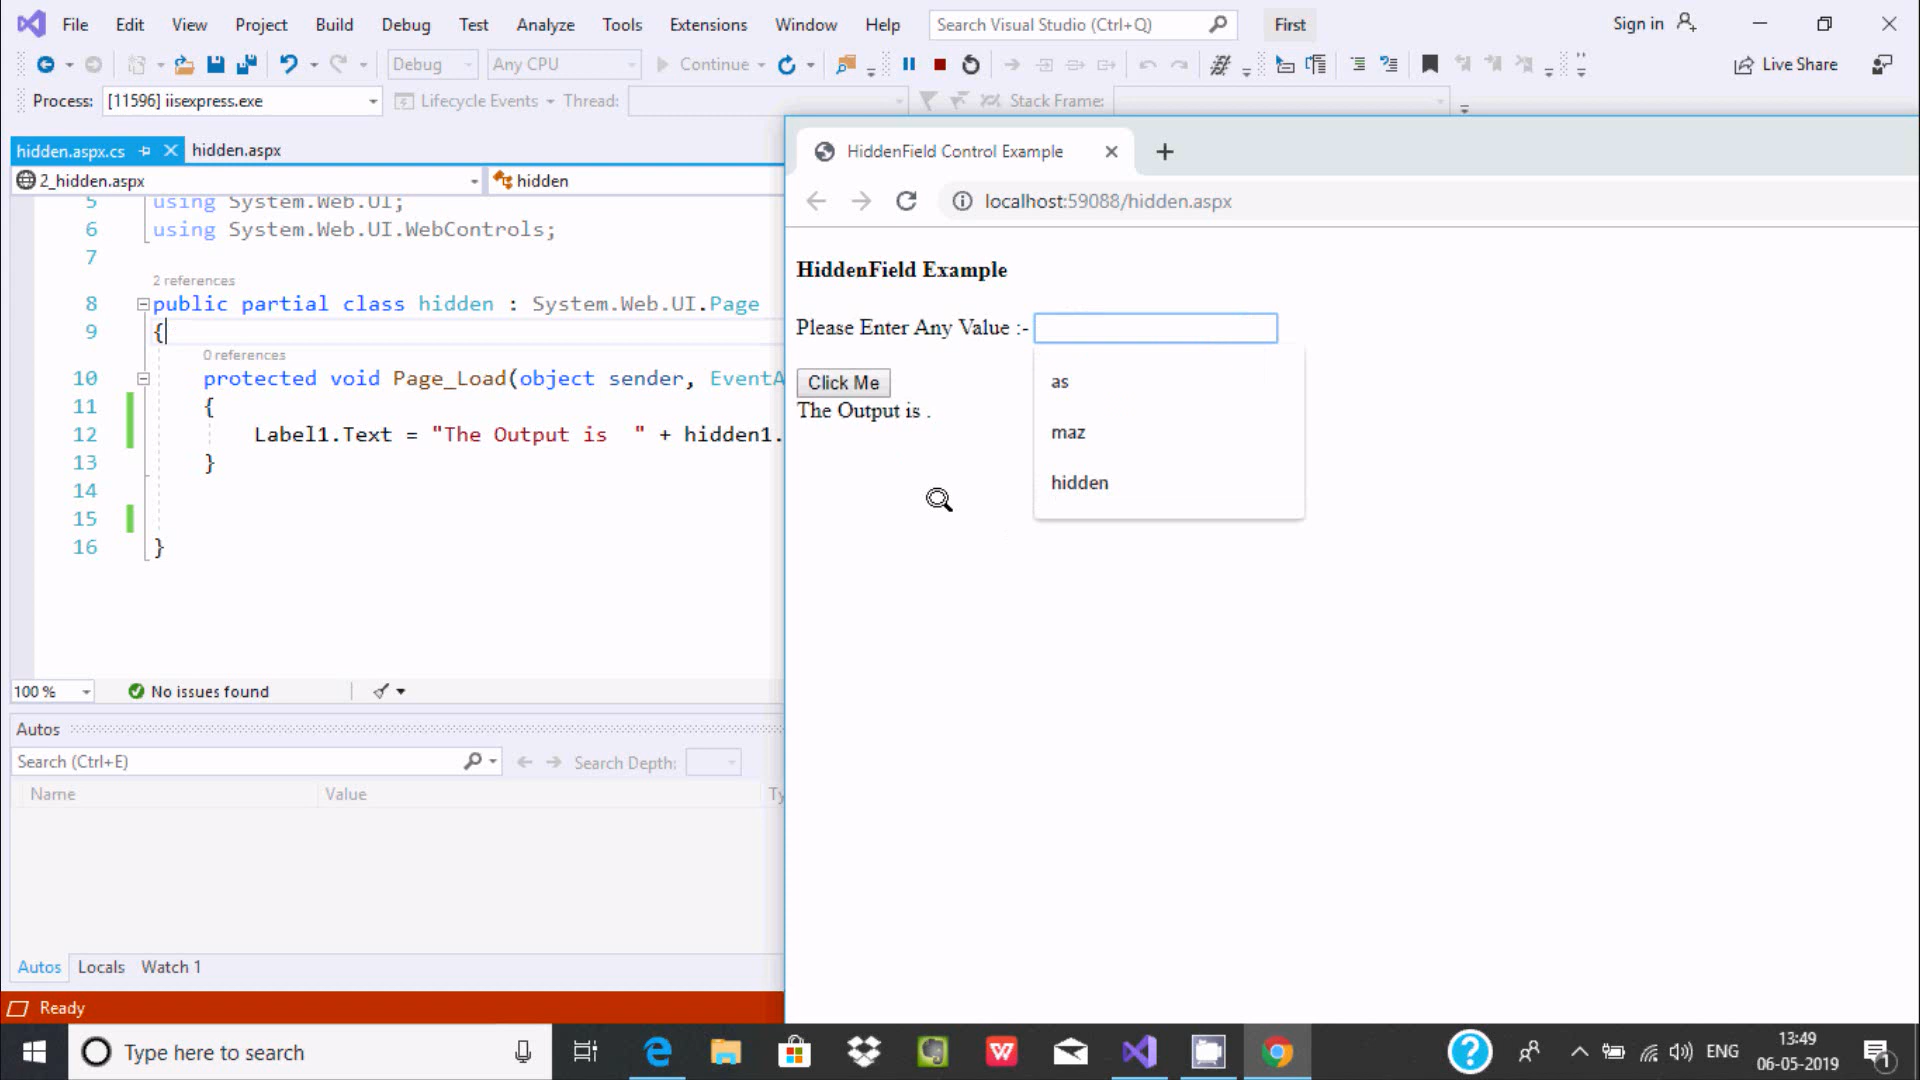 File Edit View Project Build Debug Test Analyze Tools Extensions Window Help Search Visual Studio (Ctrl+Q) First Sign in
Debug Any CPU Continue Live Share
Process: [11596] iisexpress.exe Lifecycle Events Thread: Stack Frame:
hidden.aspx.cs hidden.aspx
2_hidden.aspx hidden
5 using System.Web.UI;
6 using System.Web.UI.WebControls;
7
2 references
8 public partial class hidden : System.Web.UI.Page
9 {
0 references
10 protected void Page_Load(object sender, EventA
11 {
12 Label1.Text = "The Output is  " + hidden1.
13 }
14
15
16 }
100 % No issues found
Autos
Search (Ctrl+E) Search Depth:
Name Value Ty
Autos Locals Watch 1
Ready
HiddenField Control Example
localhost:59088/hidden.aspx
HiddenField Example
Please Enter Any Value :-
as
maz
hidden
Click Me
The Output is .
Type here to search
ENG
13:49
06-05-2019
1